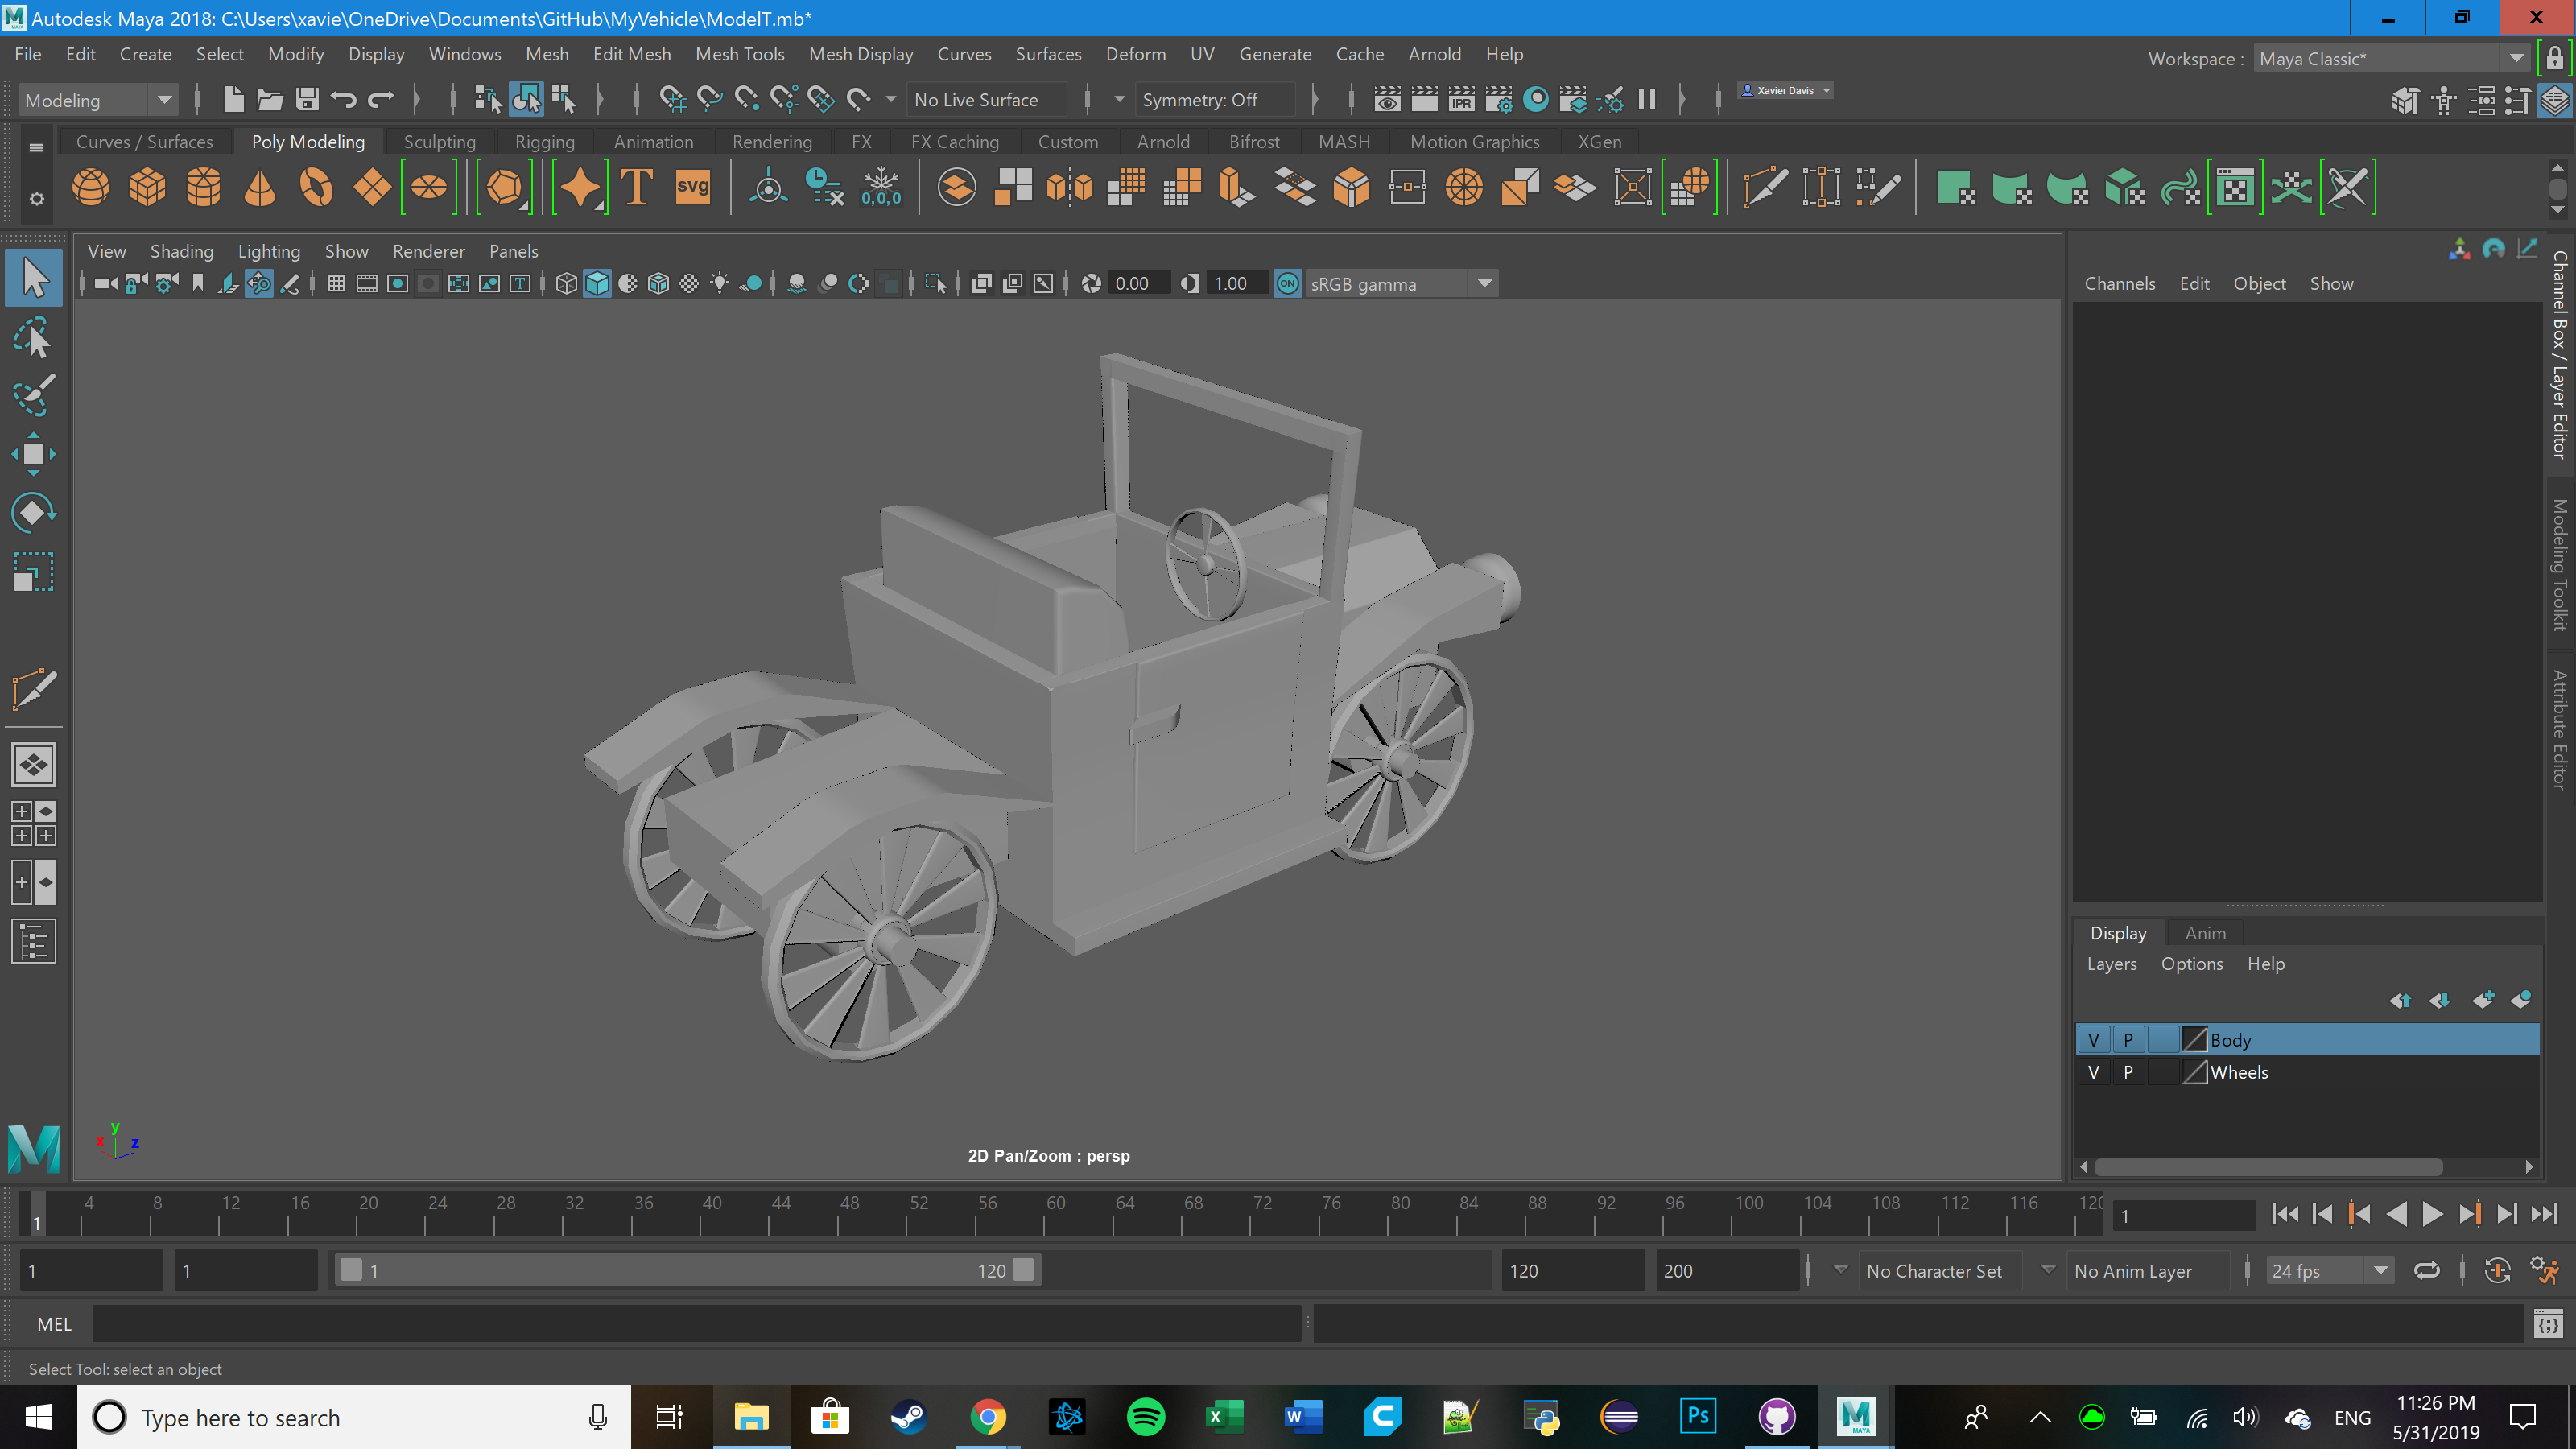 Autodesk Maya 2018: C:\Users\xavie\OneDrive\Documents\GitHub\MyVehicle\ModelT.mb*
File Edit Create Select Modify Display Windows Mesh Edit Mesh Mesh Tools Mesh Display Curves Surfaces Deform UV Generate Cache Arnold Help
Workspace : Maya Classic*
Modeling No Live Surface Symmetry: Off IPR Xavier Davis
Curves / Surfaces Poly Modeling Sculpting Rigging Animation Rendering FX FX Caching Custom Arnold Bifrost MASH Motion Graphics XGen
T svg 0,0,0
View Shading Lighting Show Renderer Panels
0.00 1.00 ON sRGB gamma
Channels Edit Object Show
Channel Box / Layer Editor
Modeling Toolkit
Attribute Editor
Display Anim
Layers Options Help
V P Body
V P Wheels
y
x z
2D Pan/Zoom : persp
4 8 12 16 20 24 28 32 36 40 44 48 52 56 60 64 68 72 76 80 84 88 92 96 100 104 108 112 116 120
1 1
1 1 1 120 120 200 No Character Set No Anim Layer 24 fps
MEL
Select Tool: select an object
Type here to search
Ps
MAYA
ENG
11:26 PM
5/31/2019